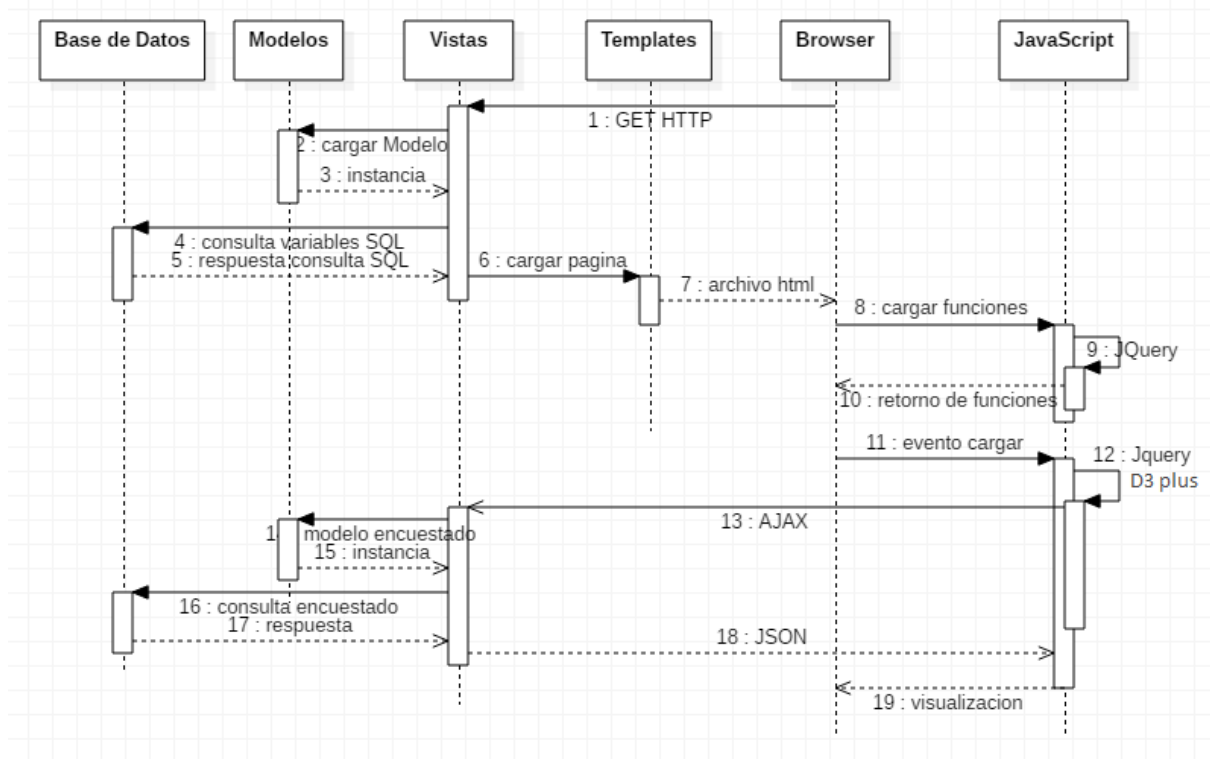 Base de Datos
Modelos
Vistas
Templates
Browser
JavaScript
1 : GET HTTP
2 : cargar Modelo
3 : instancia
4 : consulta variables SQL
5 : respuesta consulta SQL
6 : cargar pagina
7 : archivo html
8 : cargar funciones
9 : JQuery
10 : retorno de funciones
11 : evento cargar
12 : Jquery
D3 plus
13 : AJAX
modelo encuestado
15 : instancia
16 : consulta encuestado
17 : respuesta
18 : JSON
19 : visualizacion